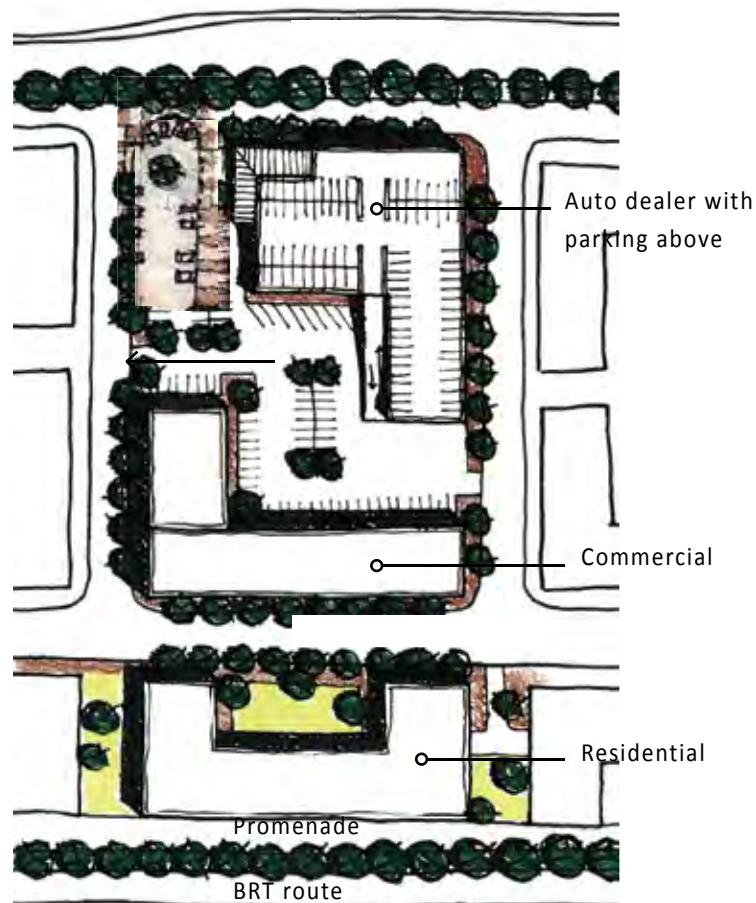 Auto dealer with
parking above
Commercial
Residential
Promenade
BRT route